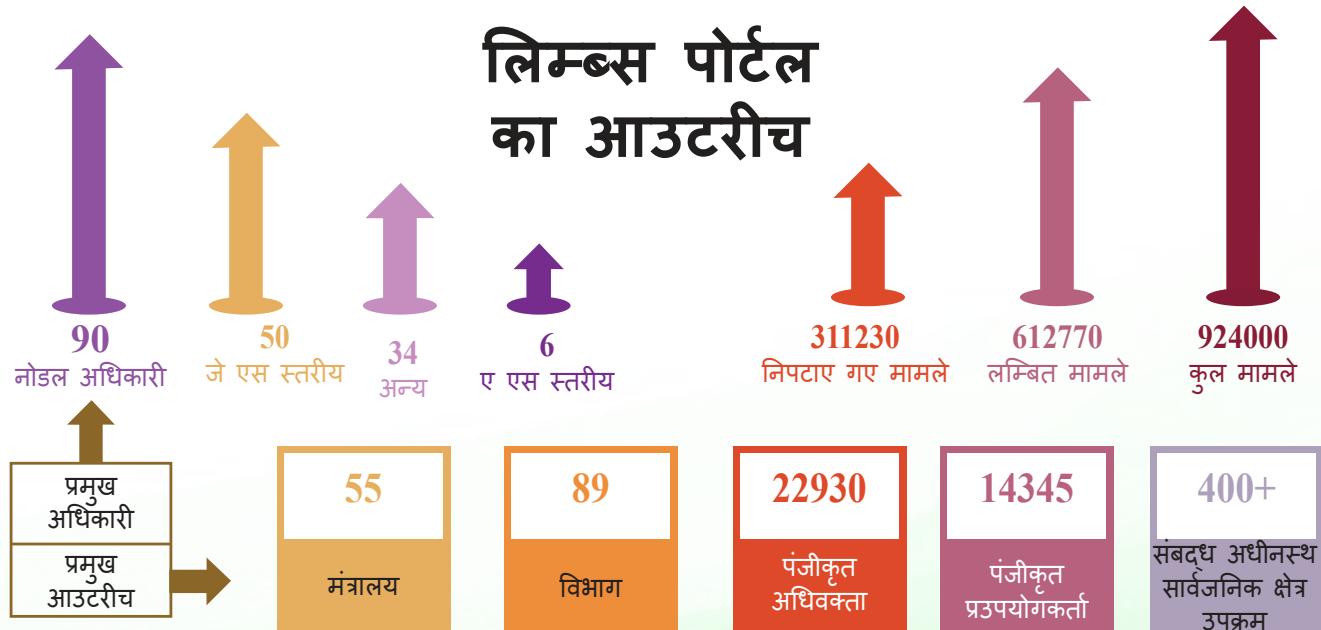 लिम्ब्स पोर्टल
का आउटरीच
90
नोडल अधिकारी
50
जे एस स्तरीय
34
अन्य
6
ए एस स्तरीय
311230
निपटाए गए मामले
612770
लम्बित मामले
924000
कुल मामले
प्रमुख
अधिकारी
प्रमुख
आउटरीच
55
मंत्रालय
89
विभाग
22930
पंजीकृत
अधिवक्ता
14345
पंजीकृत
प्रउपयोगकर्ता
400+
संबद्ध अधीनस्थ
सार्वजनिक क्षेत्र
उपक्रम